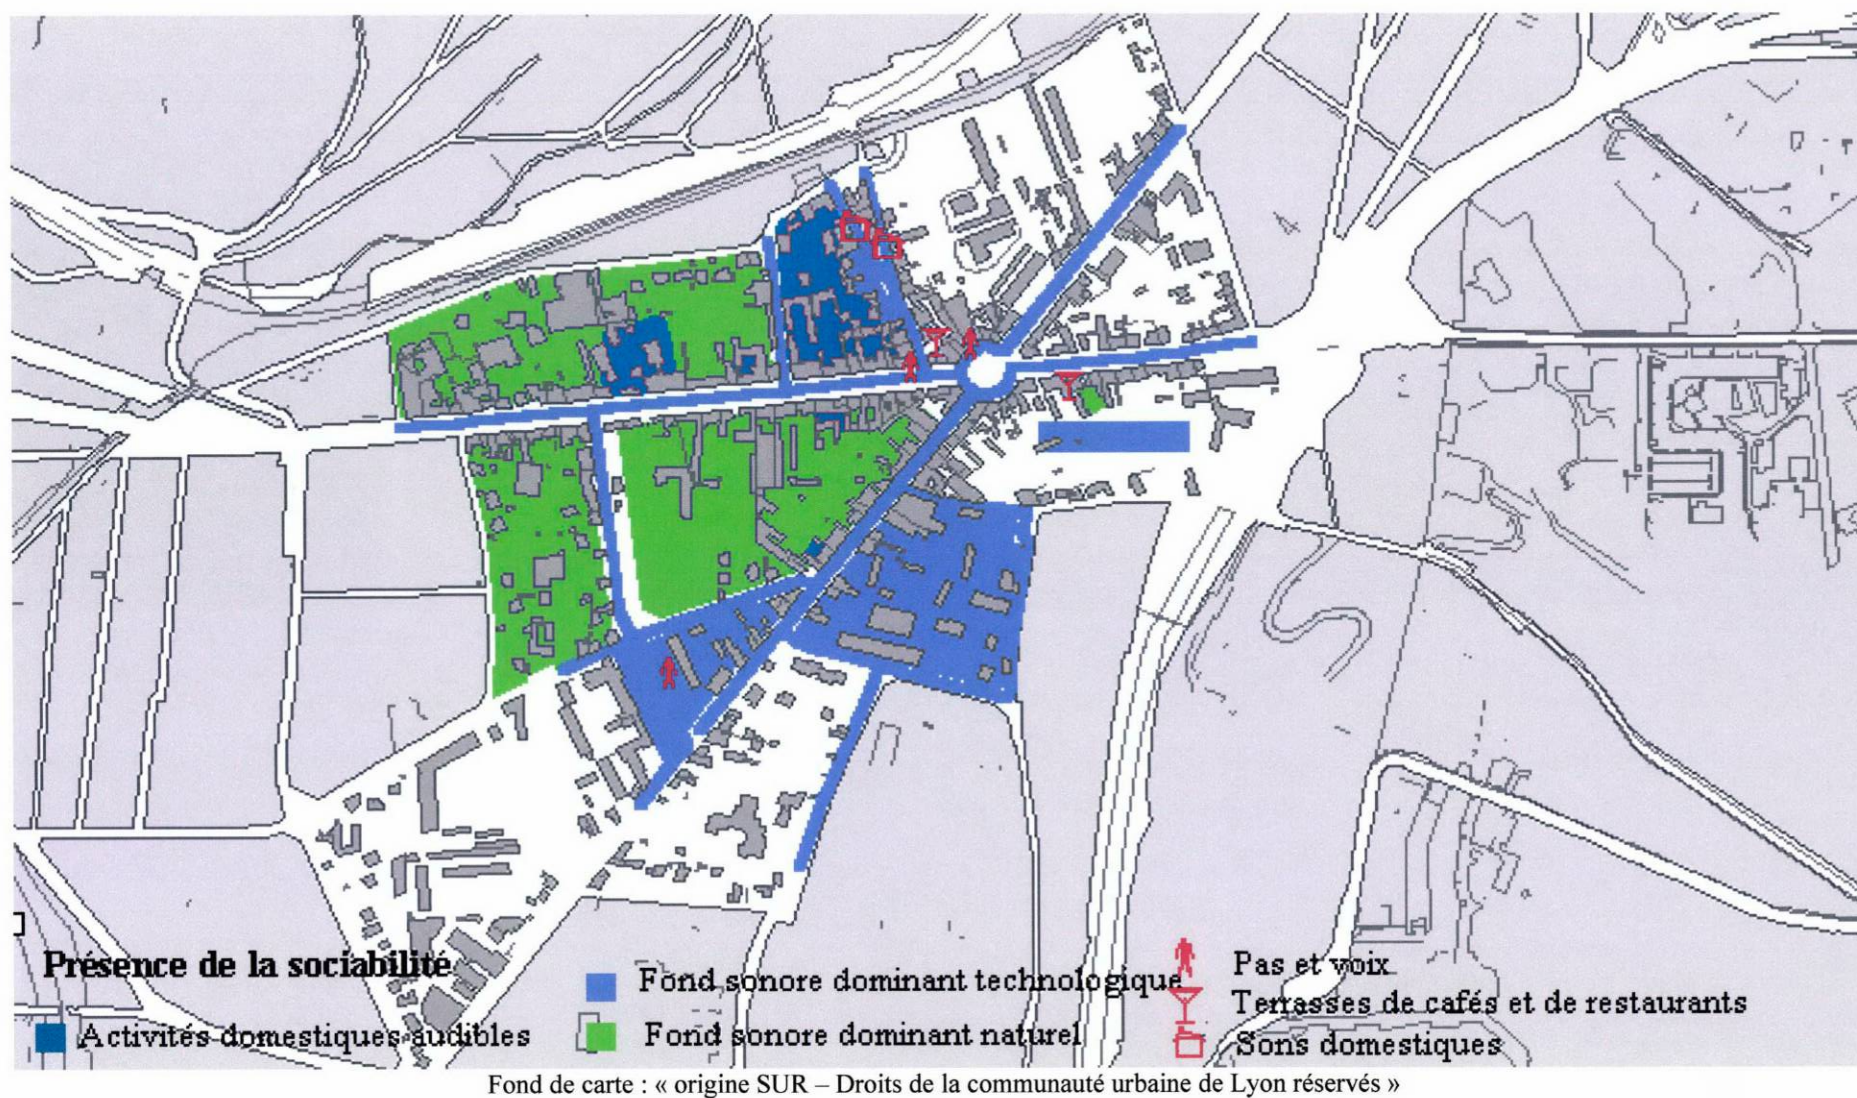 Présence de la sociabilité
Activités domestiques audibles
Fond sonore dominant technologique
Fond sonore dominant naturel
Pas et voix
Terrasses de cafés et de restaurants
Sons domestiques
Fond de carte : « origine SUR – Droits de la communauté urbaine de Lyon réservés »